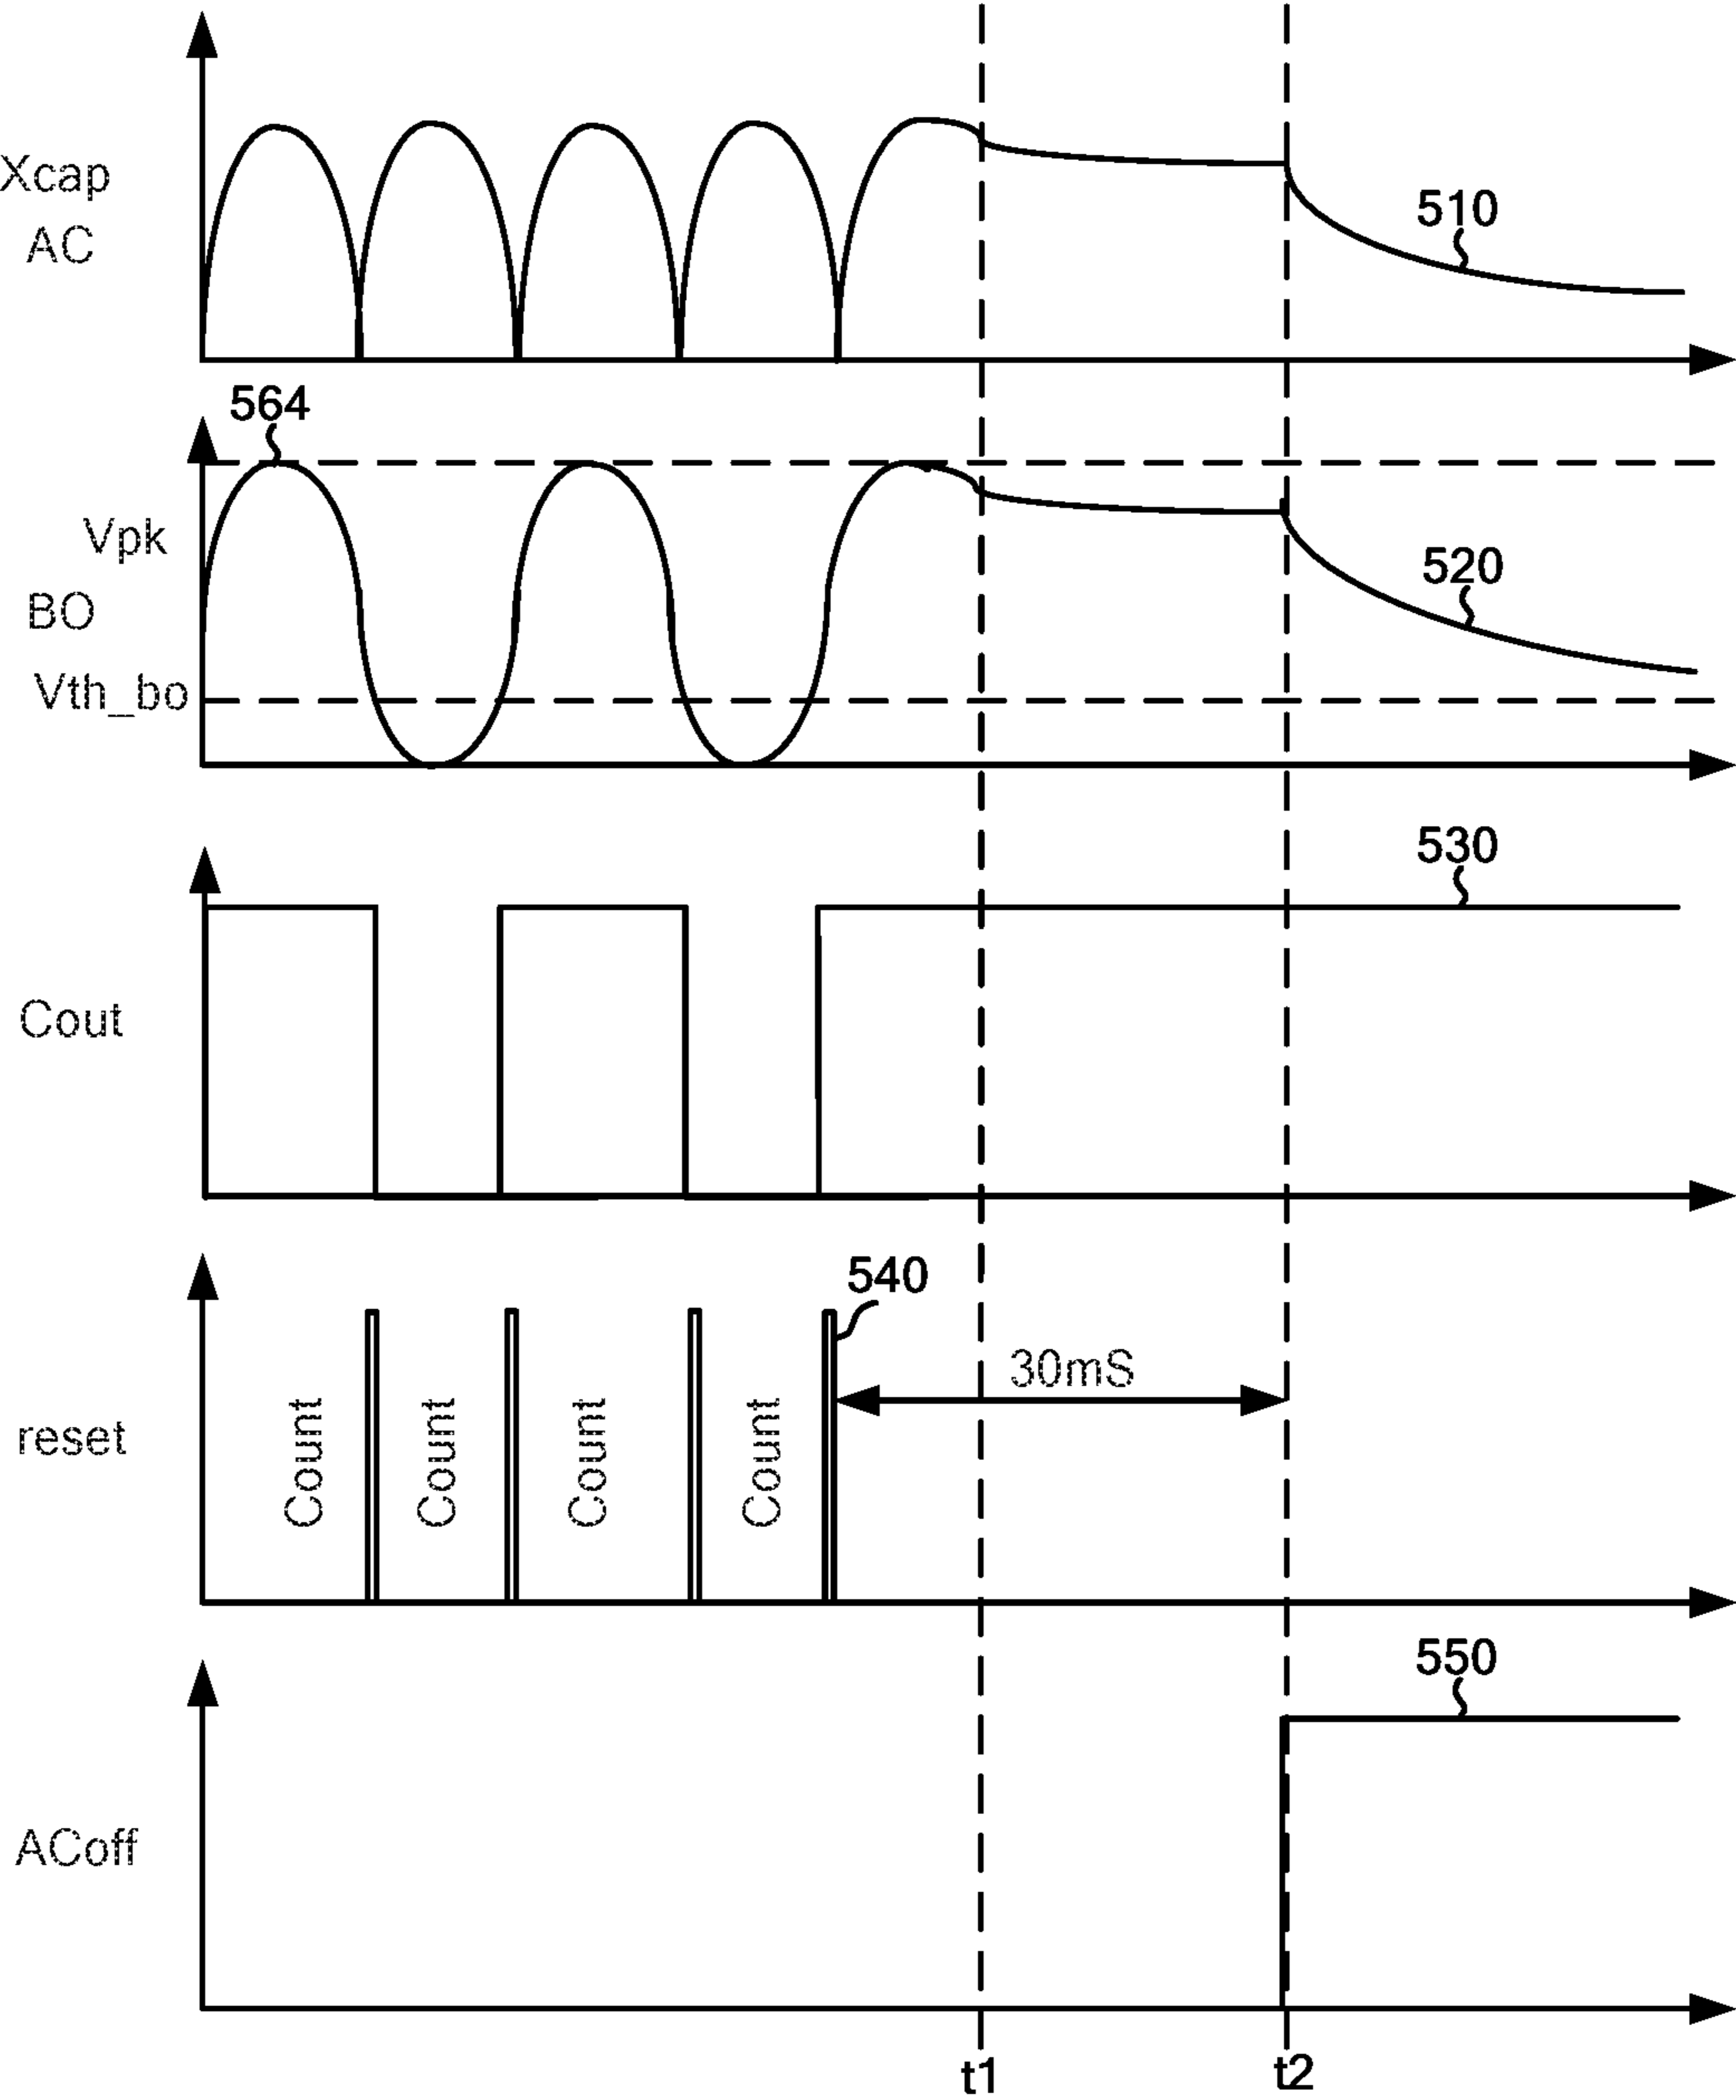 Xcap
AC
510
564
Vpk
BO
Vth_bo
520
530
Cout
540
30mS
reset
Count
Count
Count
Count
550
ACoff
t1
t2